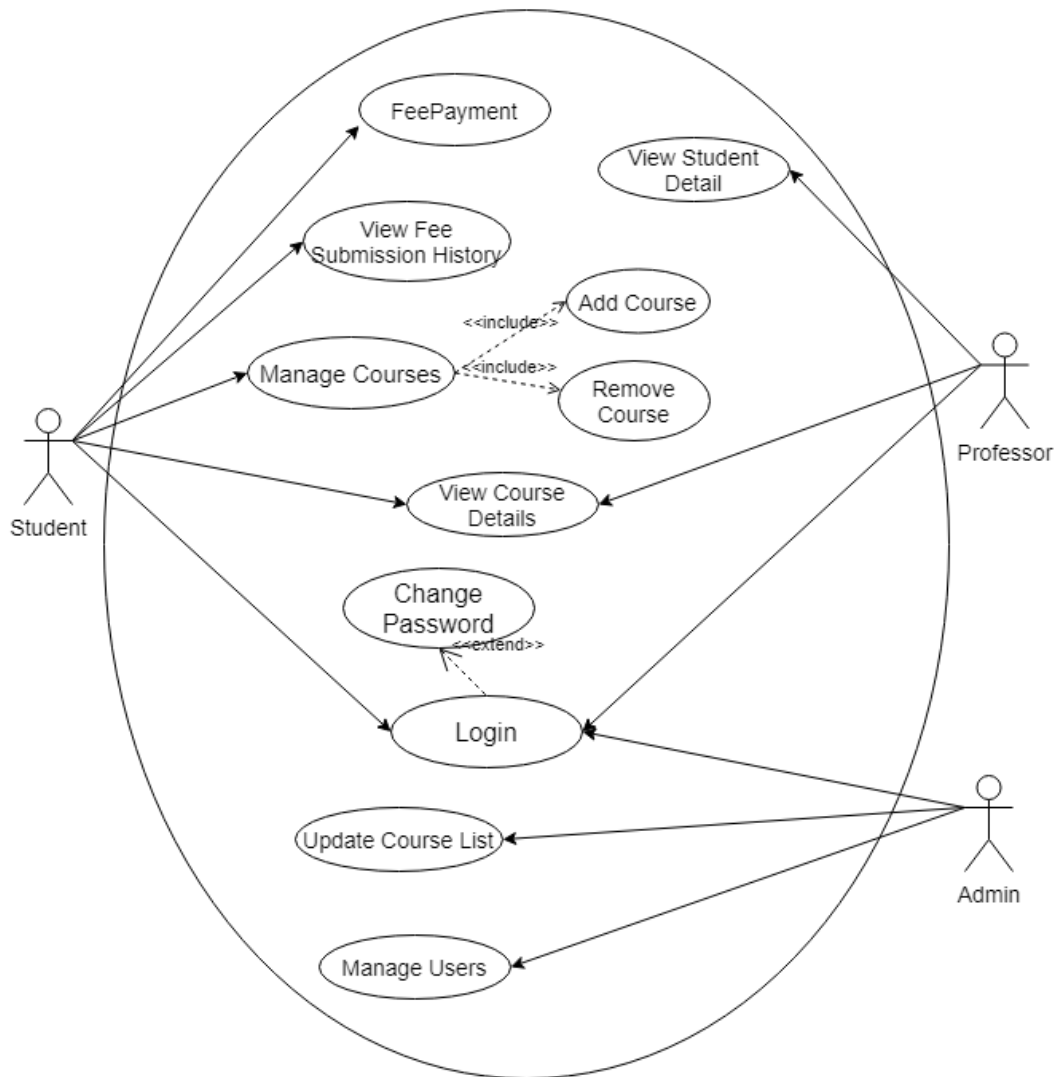 FeePayment
View Student
Detail
View Fee
Submission History
Add Course
<<include>>
<<include>>
Manage Courses
Remove
Course
Professor
Student
View Course
Details
Change
Password
<<extend>>
Login
Update Course List
Admin
Manage Users